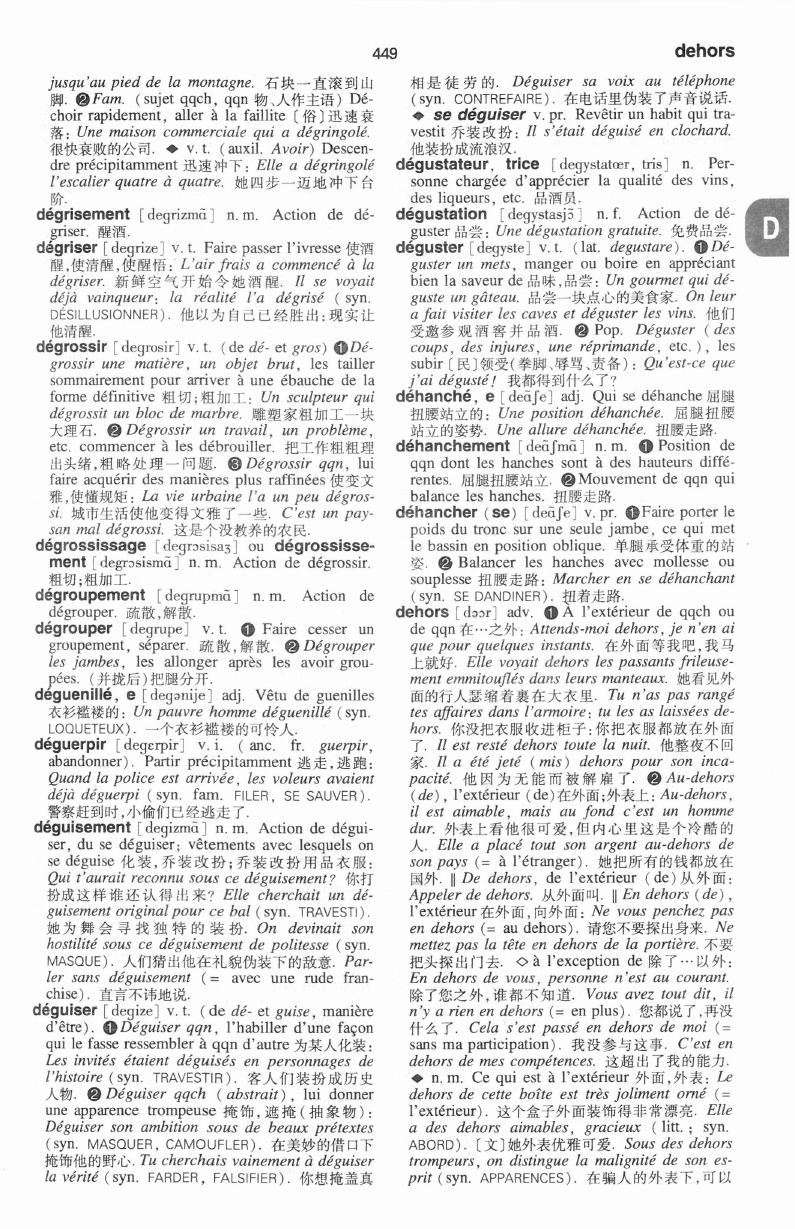 449
dehors
jusqu'au pied de la montagne. 石块一直滚到山
脚. ❷Fam. (sujet qqch, qqn 物、人作主语) Dé-
choir rapidement, aller à la faillite [俗]迅速衰
落: Une maison commerciale qui a dégringolé.
很快衰败的公司. ◆ v. t. (auxil. Avoir) Descen-
dre précipitamment 迅速冲下: Elle a dégringolé
l'escalier quatre à quatre. 她四步一迈地冲下台
阶.
dégrisement [degrizmɑ̃] n. m. Action de dé-
griser. 醒酒.
dégriser [degrize] v. t. Faire passer l'ivresse 使酒
醒,使清醒,使醒悟: L'air frais a commencé à la
dégriser. 新鲜空气开始令她酒醒. Il se voyait
déjà vainqueur: la réalité l'a dégrisé (syn.
DÉSILLUSIONNER). 他以为自己已经胜出:现实让
他清醒.
dégrossir [degrosir] v. t. (de dé- et gros) ❶Dé-
grossir une matière, un objet brut, les tailler
sommairement pour arriver à une ébauche de la
forme définitive 粗切;粗加工: Un sculpteur qui
dégrossit un bloc de marbre. 雕塑家粗加工一块
大理石. ❷ Dégrossir un travail, un problème,
etc. commencer à les débrouiller. 把工作粗粗理
出头绪,粗略处理一问题. ❸ Dégrossir qqn, lui
faire acquérir des manières plus raffinées 使变文
雅,使懂规矩: La vie urbaine l'a un peu dégros-
si. 城市生活使他变得文雅了一些. C'est un pay-
san mal dégrossi. 这是个没教养的农民.
dégrossissage [degrɔsisaʒ] ou dégrossisse-
ment [degrɔsismɑ̃] n. m. Action de dégrossir.
粗切;粗加工.
dégroupement [degrupmɑ̃] n. m. Action de
dégrouper. 疏散,解散.
dégrouper [degrupe] v. t. ❶ Faire cesser un
groupement, séparer. 疏散,解散. ❷ Dégrouper
les jambes, les allonger après les avoir grou-
pées. (并拢后)把腿分开.
déguenillé, e [degənije] adj. Vêtu de guenilles
衣衫褴褛的: Un pauvre homme déguenillé (syn.
LOQUETEUX). 一个衣衫褴褛的可怜人.
déguerpir [degɛrpir] v. i. (anc. fr. guerpir,
abandonner). Partir précipitamment 逃走,逃跑:
Quand la police est arrivée, les voleurs avaient
déjà déguerpi (syn. fam. FILER, SE SAUVER).
警察赶到时,小偷们已经逃走了.
déguisement [degizmɑ̃] n. m. Action de dégui-
ser, du se déguiser; vêtements avec lesquels on
se déguise 化装,乔装改扮;乔装改扮用品衣服:
Qui t'aurait reconnu sous ce déguisement? 你打
扮成这样谁还认得出来? Elle cherchait un dé-
guisement original pour ce bal (syn. TRAVESTI).
她为舞会寻找独特的装扮. On devinait son
hostilité sous ce déguisement de politesse (syn.
MASQUE). 人们猜出他在礼貌伪装下的敌意. Par-
ler sans déguisement (= avec une rude fran-
chise). 直言不讳地说.
déguiser [degize] v. t. (de dé- et guise, manière
d'être). ❶Déguiser qqn, l'habiller d'une façon
qui le fasse ressembler à qqn d'autre 为某人化装:
Les invités étaient déguisés en personnages de
l'histoire (syn. TRAVESTIR). 客人们装扮成历史
人物. ❷ Déguiser qqch (abstrait), lui donner
une apparence trompeuse 掩饰,遮掩(抽象物):
Déguiser son ambition sous de beaux prétextes
(syn. MASQUER, CAMOUFLER). 在美妙的借口下
掩饰他的野心. Tu cherchais vainement à déguiser
la vérité (syn. FARDER, FALSIFIER). 你想掩盖真
相是徒劳的. Déguiser sa voix au téléphone
(syn. CONTREFAIRE). 在电话里伪装了声音说话.
◆ se déguiser v. pr. Revêtir un habit qui tra-
vestit 乔装改扮: Il s'était déguisé en clochard.
他装扮成流浪汉.
dégustateur, trice [degystatœr, tris] n. Per-
sonne chargée d'apprécier la qualité des vins,
des liqueurs, etc. 品酒员.
dégustation [degystasjɔ̃] n. f. Action de dé-
guster 品尝: Une dégustation gratuite. 免费品尝.
déguster [degyste] v. t. (lat. degustare). ❶Dé-
guster un mets, manger ou boire en appréciant
bien la saveur de 品味,品尝: Un gourmet qui dé-
guste un gâteau. 品尝一块点心的美食家. On leur
a fait visiter les caves et déguster les vins. 他们
受邀参观酒窖并品酒. ❷ Pop. Déguster (des
coups, des injures, une réprimande, etc.), les
subir [民]领受(拳脚、辱骂、责备): Qu'est-ce que
j'ai dégusté! 我都得到什么了?
déhanché, e [deɑ̃ʃe] adj. Qui se déhanche 屈腿
扭腰站立的: Une position déhanchée. 屈腿扭腰
站立的姿势. Une allure déhanchée. 扭腰走路.
déhanchement [deɑ̃ʃmɑ̃] n. m. ❶ Position de
qqn dont les hanches sont à des hauteurs diffé-
rentes. 屈腿扭腰站立. ❷Mouvement de qqn qui
balance les hanches. 扭腰走路.
déhancher (se) [deɑ̃ʃe] v. pr. ❶Faire porter le
poids du tronc sur une seule jambe, ce qui met
le bassin en position oblique. 单腿承受体重的站
姿. ❷ Balancer les hanches avec mollesse ou
souplesse 扭腰走路: Marcher en se déhanchant
(syn. SE DANDINER). 扭着走路.
dehors [dɔɔr] adv. ❶ À l'extérieur de qqch ou
de qqn 在…之外: Attends-moi dehors, je n'en ai
que pour quelques instants. 在外面等我吧,我马
上就好. Elle voyait dehors les passants frileuse-
ment emmitouflés dans leurs manteaux. 她看见外
面的行人瑟缩着裹在大衣里. Tu n'as pas rangé
tes affaires dans l'armoire: tu les as laissées de-
hors. 你没把衣服收进柜子:你把衣服都放在外面
了. Il est resté dehors toute la nuit. 他整夜不回
家. Il a été jeté (mis) dehors pour son inca-
pacité. 他因为无能而被解雇了. ❷ Au-dehors
(de), l'extérieur (de)在外面;外表上: Au-dehors,
il est aimable, mais au fond c'est un homme
dur. 外表上看他很可爱,但内心里这是个冷酷的
人. Elle a placé tout son argent au-dehors de
son pays (= à l'étranger). 她把所有的钱都放在
国外. ‖ De dehors, de l'extérieur (de)从外面:
Appeler de dehors. 从外面叫. ‖ En dehors (de),
l'extérieur在外面,向外面: Ne vous penchez pas
en dehors (= au dehors). 请您不要探出身来. Ne
mettez pas la tête en dehors de la portière. 不要
把头探出门去. ◇à l'exception de 除了…以外:
En dehors de vous, personne n'est au courant.
除了您之外,谁都不知道. Vous avez tout dit, il
n'y a rien en dehors (= en plus). 您都说了,再没
什么了. Cela s'est passé en dehors de moi (=
sans ma participation). 我没参与这事. C'est en
dehors de mes compétences. 这超出了我的能力.
◆ n. m. Ce qui est à l'extérieur 外面,外表: Le
dehors de cette boîte est très joliment orné (=
l'extérieur). 这个盒子外面装饰得非常漂亮. Elle
a des dehors aimables, gracieux (litt.; syn.
ABORD). [文]她外表优雅可爱. Sous des dehors
trompeurs, on distingue la malignité de son es-
prit (syn. APPARENCES). 在骗人的外表下,可以
D